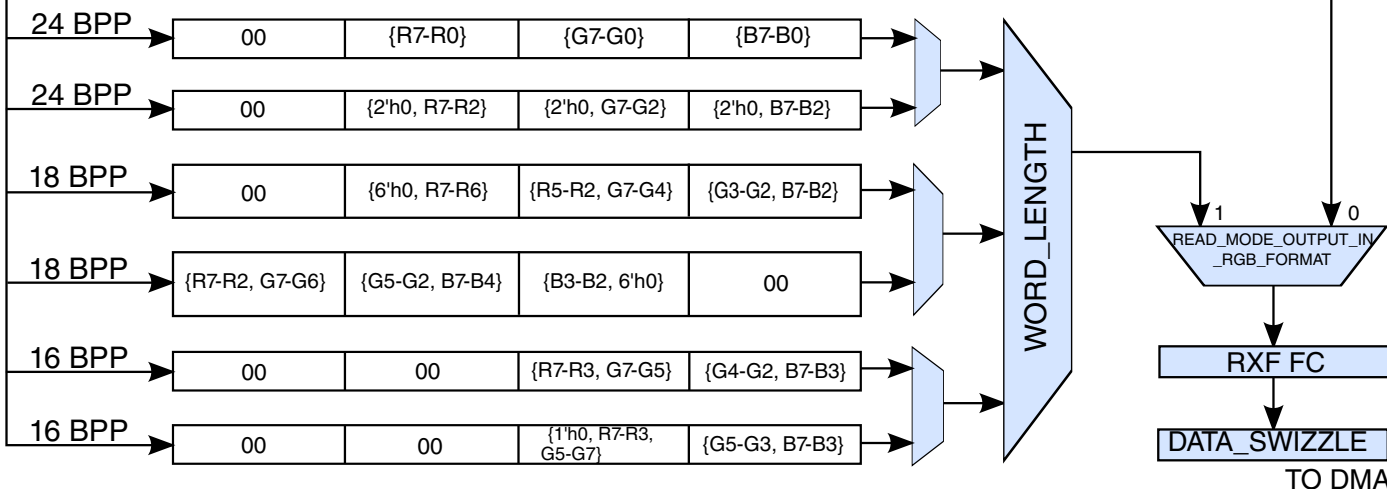 24 BPP
00 {R7-R0} {G7-G0} {B7-B0}
24 BPP
00 {2'h0, R7-R2} {2'h0, G7-G2} {2'h0, B7-B2}
18 BPP
00 {6'h0, R7-R6} {R5-R2, G7-G4} {G3-G2, B7-B2}
18 BPP
{R7-R2, G7-G6} {G5-G2, B7-B4} {B3-B2, 6'h0} 00
16 BPP
00 00 {R7-R3, G7-G5} {G4-G2, B7-B3}
16 BPP
00 00 {1'h0, R7-R3,
G5-G7} {G5-G3, B7-B3}
WORD_LENGTH
1 0
READ_MODE_OUTPUT_IN
_RGB_FORMAT
RXF FC
DATA_SWIZZLE
TO DMA